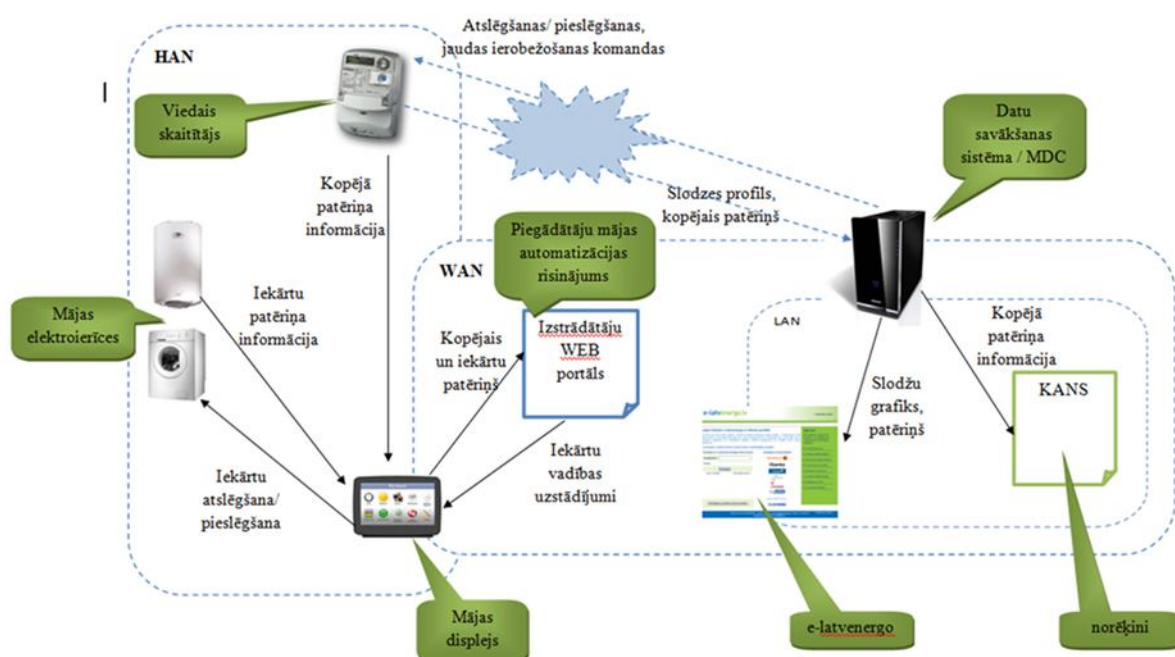 Atslēgšanas/ pieslēgšanas,
jaudas ierobežošanas komandas
HAN
Viedais
skaitītājs
Datu
savākšanas
sistēma / MDC
Kopējā
patēriņa
informācija
Slodzes profils,
kopējais patēriņš
Piegādātāju mājas
automatizācijas
risinājums
WAN
Mājas
elektroierīces
Iekārtu
patēriņa
informācija
Kopējais
un iekārtu
patēriņš
Izstrādātāju
WEB
portāls
LAN
Kopējā
patēriņa
informācija
Slodžu
grafiks,
patēriņš
KANS
e-latvenergo.lv
Iekārtu
atslēgšana/
pieslēgšana
Iekārtu
vadības
uzstādījumi
Mājas
displejs
e-latvenergo
norēķini